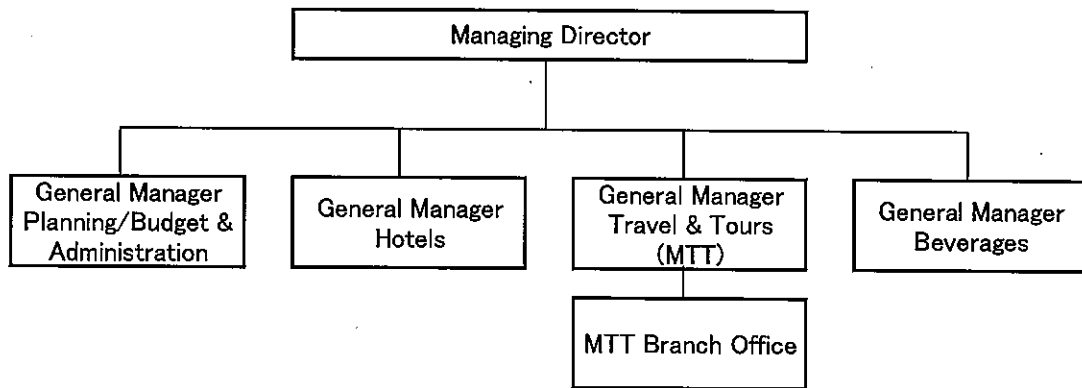 Managing Director
General Manager
Planning/Budget &
Administration
General Manager
Hotels
General Manager
Travel & Tours
(MTT)
General Manager
Beverages
MTT Branch Office